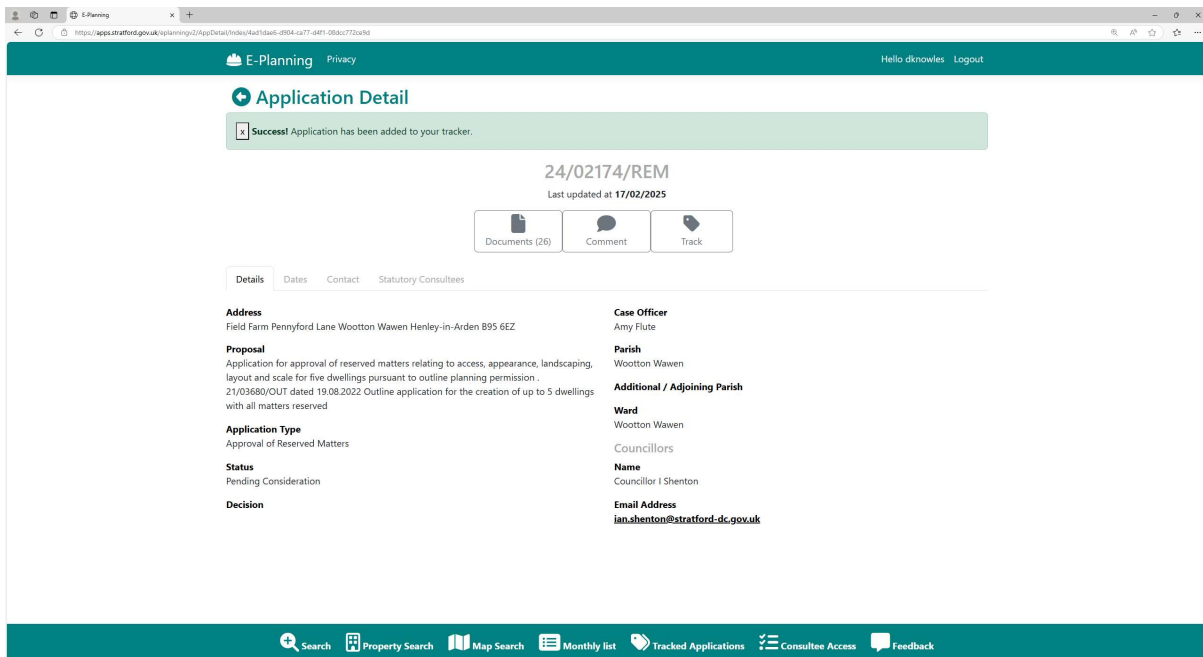 E-Planning
https://apps.stratford.gov.uk/eplanningv2/AppDetail/Index/4ad1dae6-d904-ca77-d4f1-08dcc772ce9d
E-Planning Privacy Hello dknowles Logout
Application Detail
x Success! Application has been added to your tracker.
24/02174/REM
Last updated at 17/02/2025
Documents (26) Comment Track
Details Dates Contact Statutory Consultees
Address
Field Farm Pennyford Lane Wootton Wawen Henley-in-Arden B95 6EZ
Proposal
Application for approval of reserved matters relating to access, appearance, landscaping,
layout and scale for five dwellings pursuant to outline planning permission .
21/03680/OUT dated 19.08.2022 Outline application for the creation of up to 5 dwellings
with all matters reserved
Application Type
Approval of Reserved Matters
Status
Pending Consideration
Decision
Case Officer
Amy Flute
Parish
Wootton Wawen
Additional / Adjoining Parish
Ward
Wootton Wawen
Councillors
Name
Councillor I Shenton
Email Address
ian.shenton@stratford-dc.gov.uk
Search Property Search Map Search Monthly list Tracked Applications Consultee Access Feedback